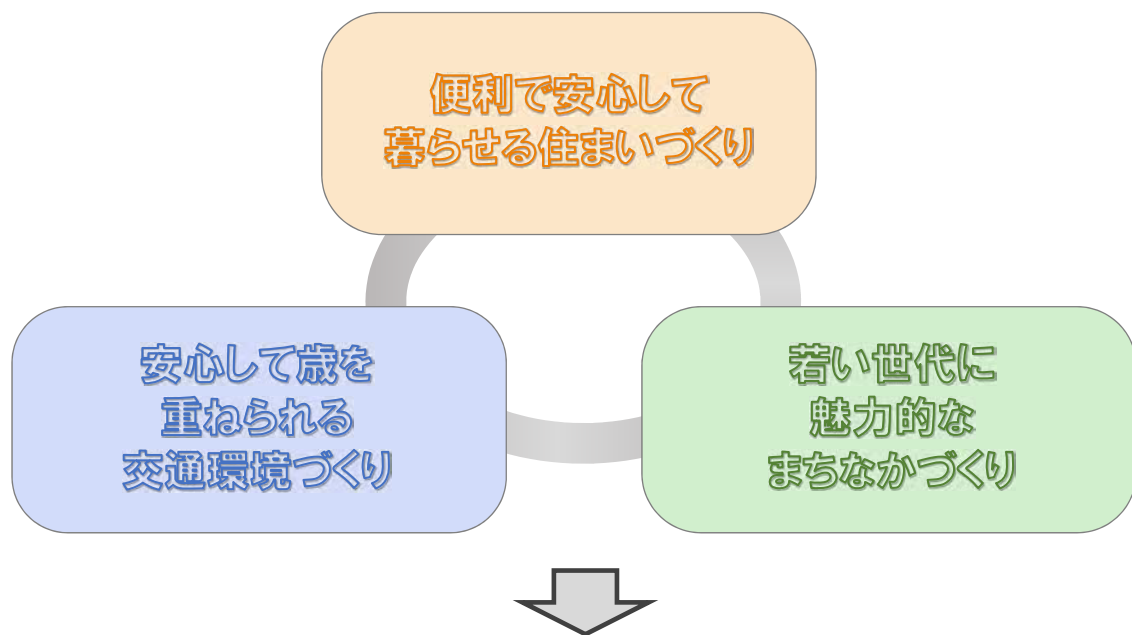 便利で安心して
暮らせる住まいづくり
安心して歳を
重ねられる
交通環境づくり
若い世代に
魅力的な
まちなかづくり